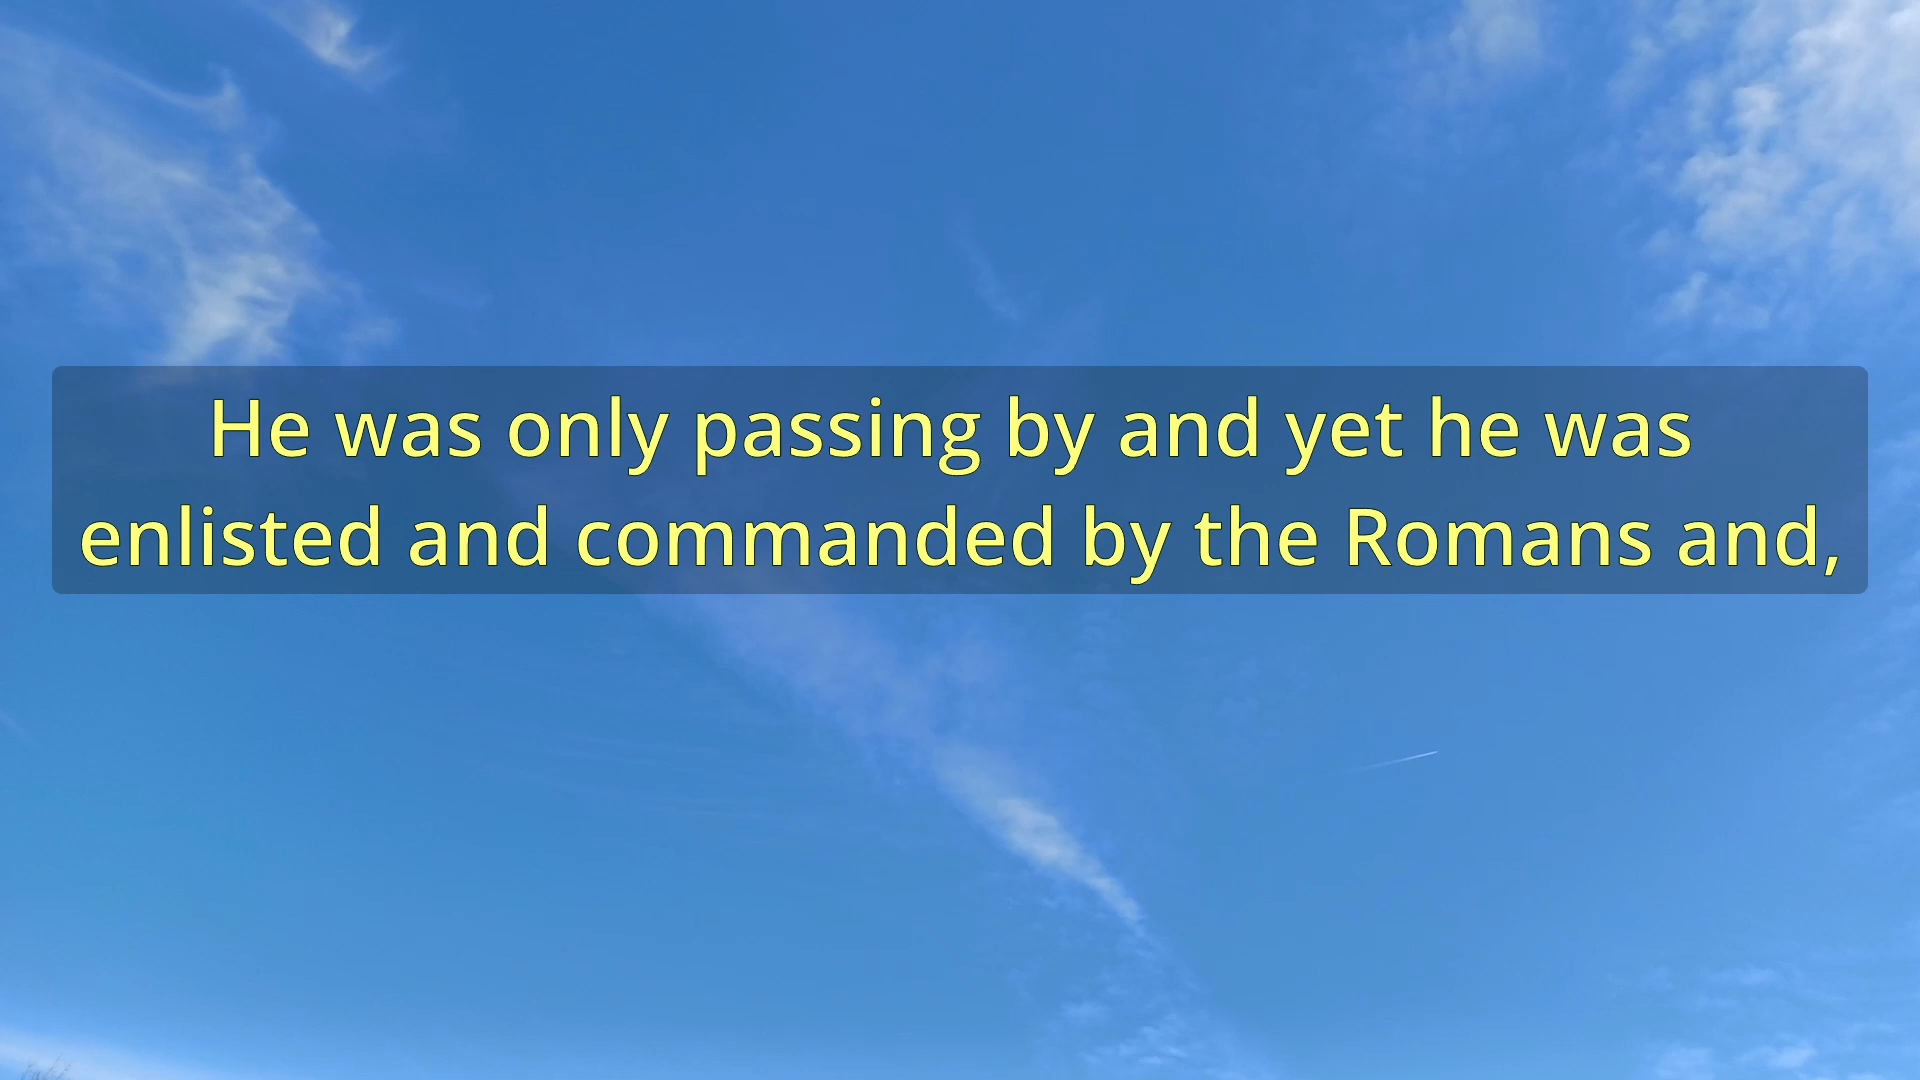 He was only passing by and yet he was
enlisted and commanded by the Romans and,